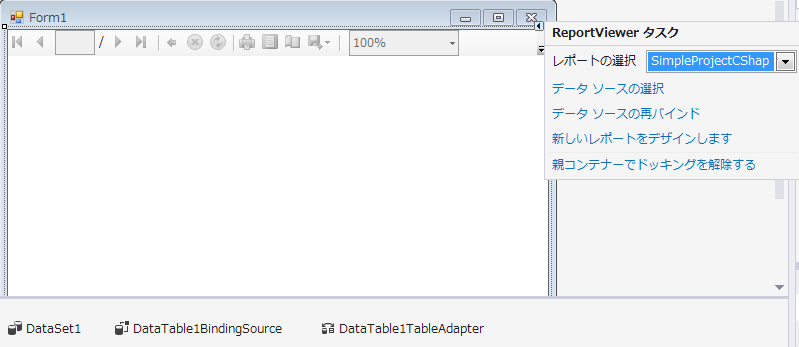 Form1
ReportViewer タスク
レポートの選択 SimpleProjectCShap
/ 100%
データ ソースの選択
データ ソースの再バインド
新しいレポートをデザインします
親コンテナーでドッキングを解除する
DataSet1 DataTable1BindingSource DataTable1TableAdapter